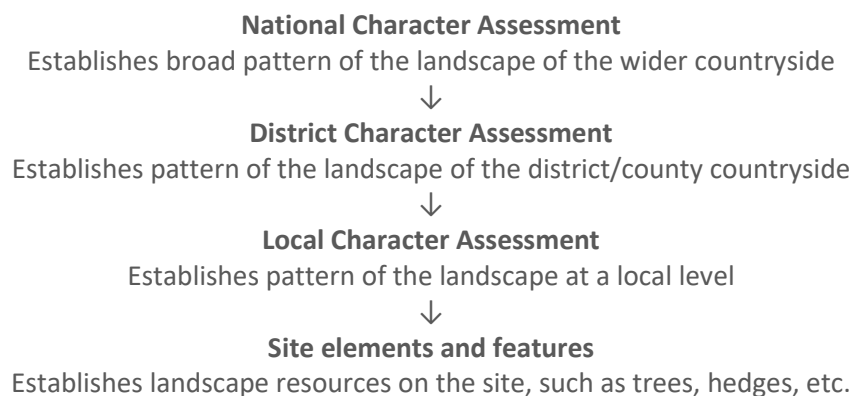 National Character Assessment
Establishes broad pattern of the landscape of the wider countryside
↓
District Character Assessment
Establishes pattern of the landscape of the district/county countryside
↓
Local Character Assessment
Establishes pattern of the landscape at a local level
↓
Site elements and features
Establishes landscape resources on the site, such as trees, hedges, etc.